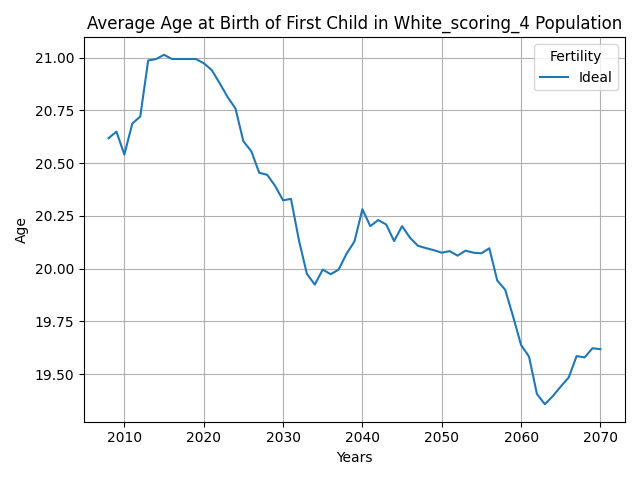 Average Age at Birth of First Child in White_scoring_4 Population
Fertility
Ideal
21.00
20.75
20.50
20.25
20.00
19.75
19.50
Age
2010 2020 2030 2040 2050 2060 2070
Years